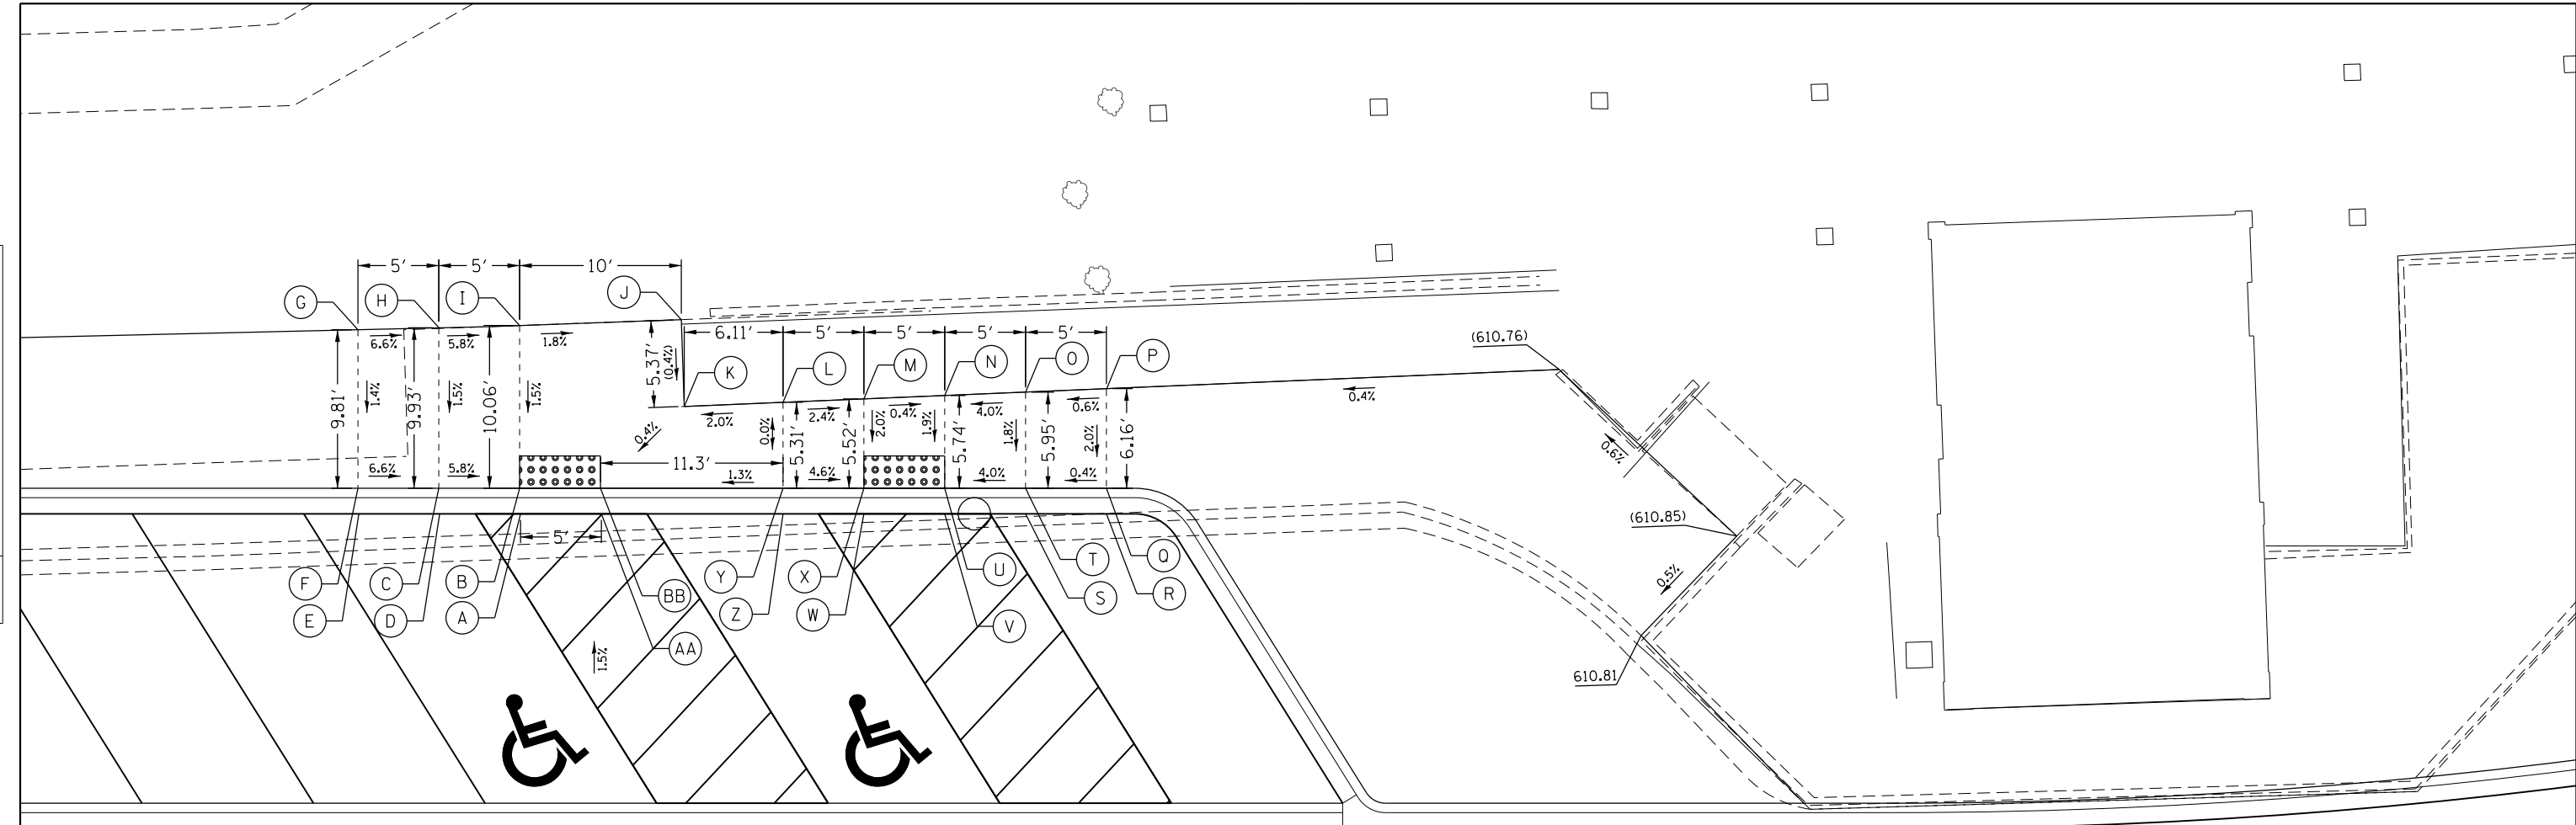 5' 5' 10'
G H I J
6.6% 5.8% 1.8%
6.11' 5' 5' 5' 5'
(610.76)
5.37' (0.4%)
K L M N O P
9.81' 1.4% 9.93' 1.5% 10.06' 1.5%
2.0% 2.4% 0.4% 4.0% 0.6% 0.4%
0.4% 0.0% 5.31' 5.52' 2.0% 1.9% 5.74' 1.8% 5.95' 2.0% 6.16'
0.6%
6.6% 5.8% 11.3' 1.3% 4.6% 4.0% 0.4%
(610.85)
5'
F C B Y X U T Q
E D A BB Z W V S R
0.5%
AA
1.5%
610.81